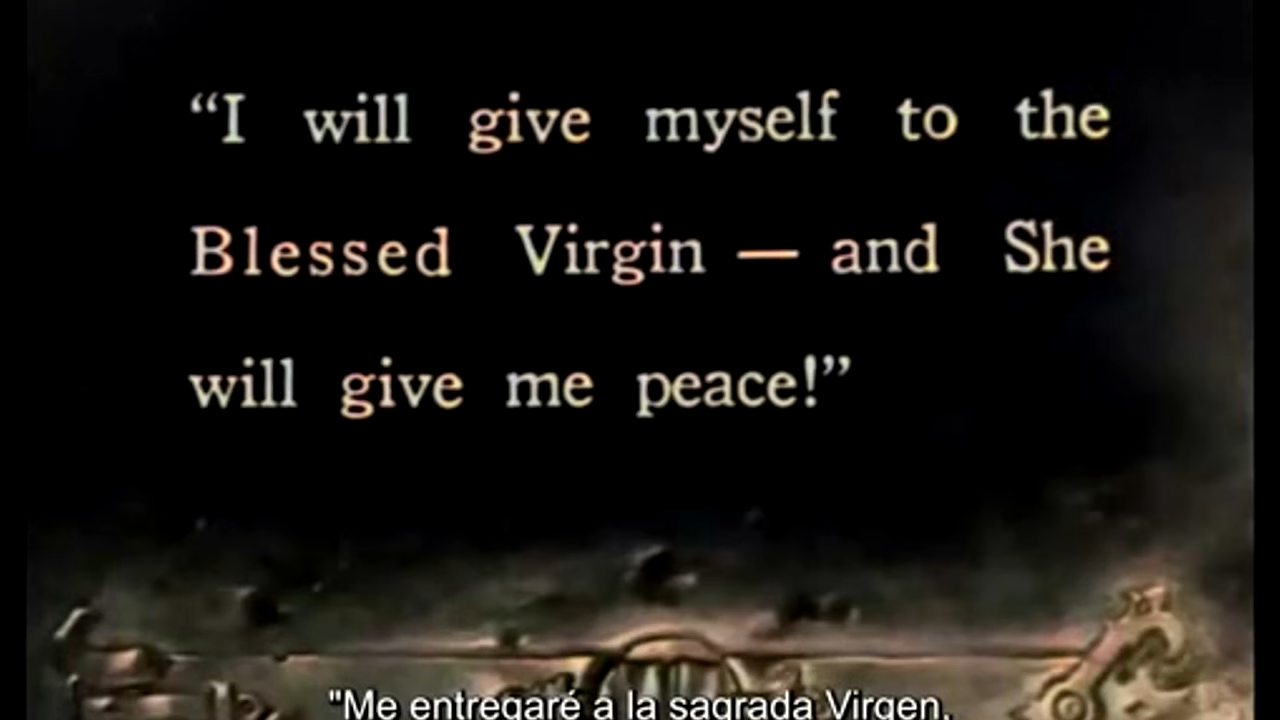 “I will give myself to the
Blessed Virgin — and She
will give me peace!”
"Me entregaré a la sagrada Virgen,